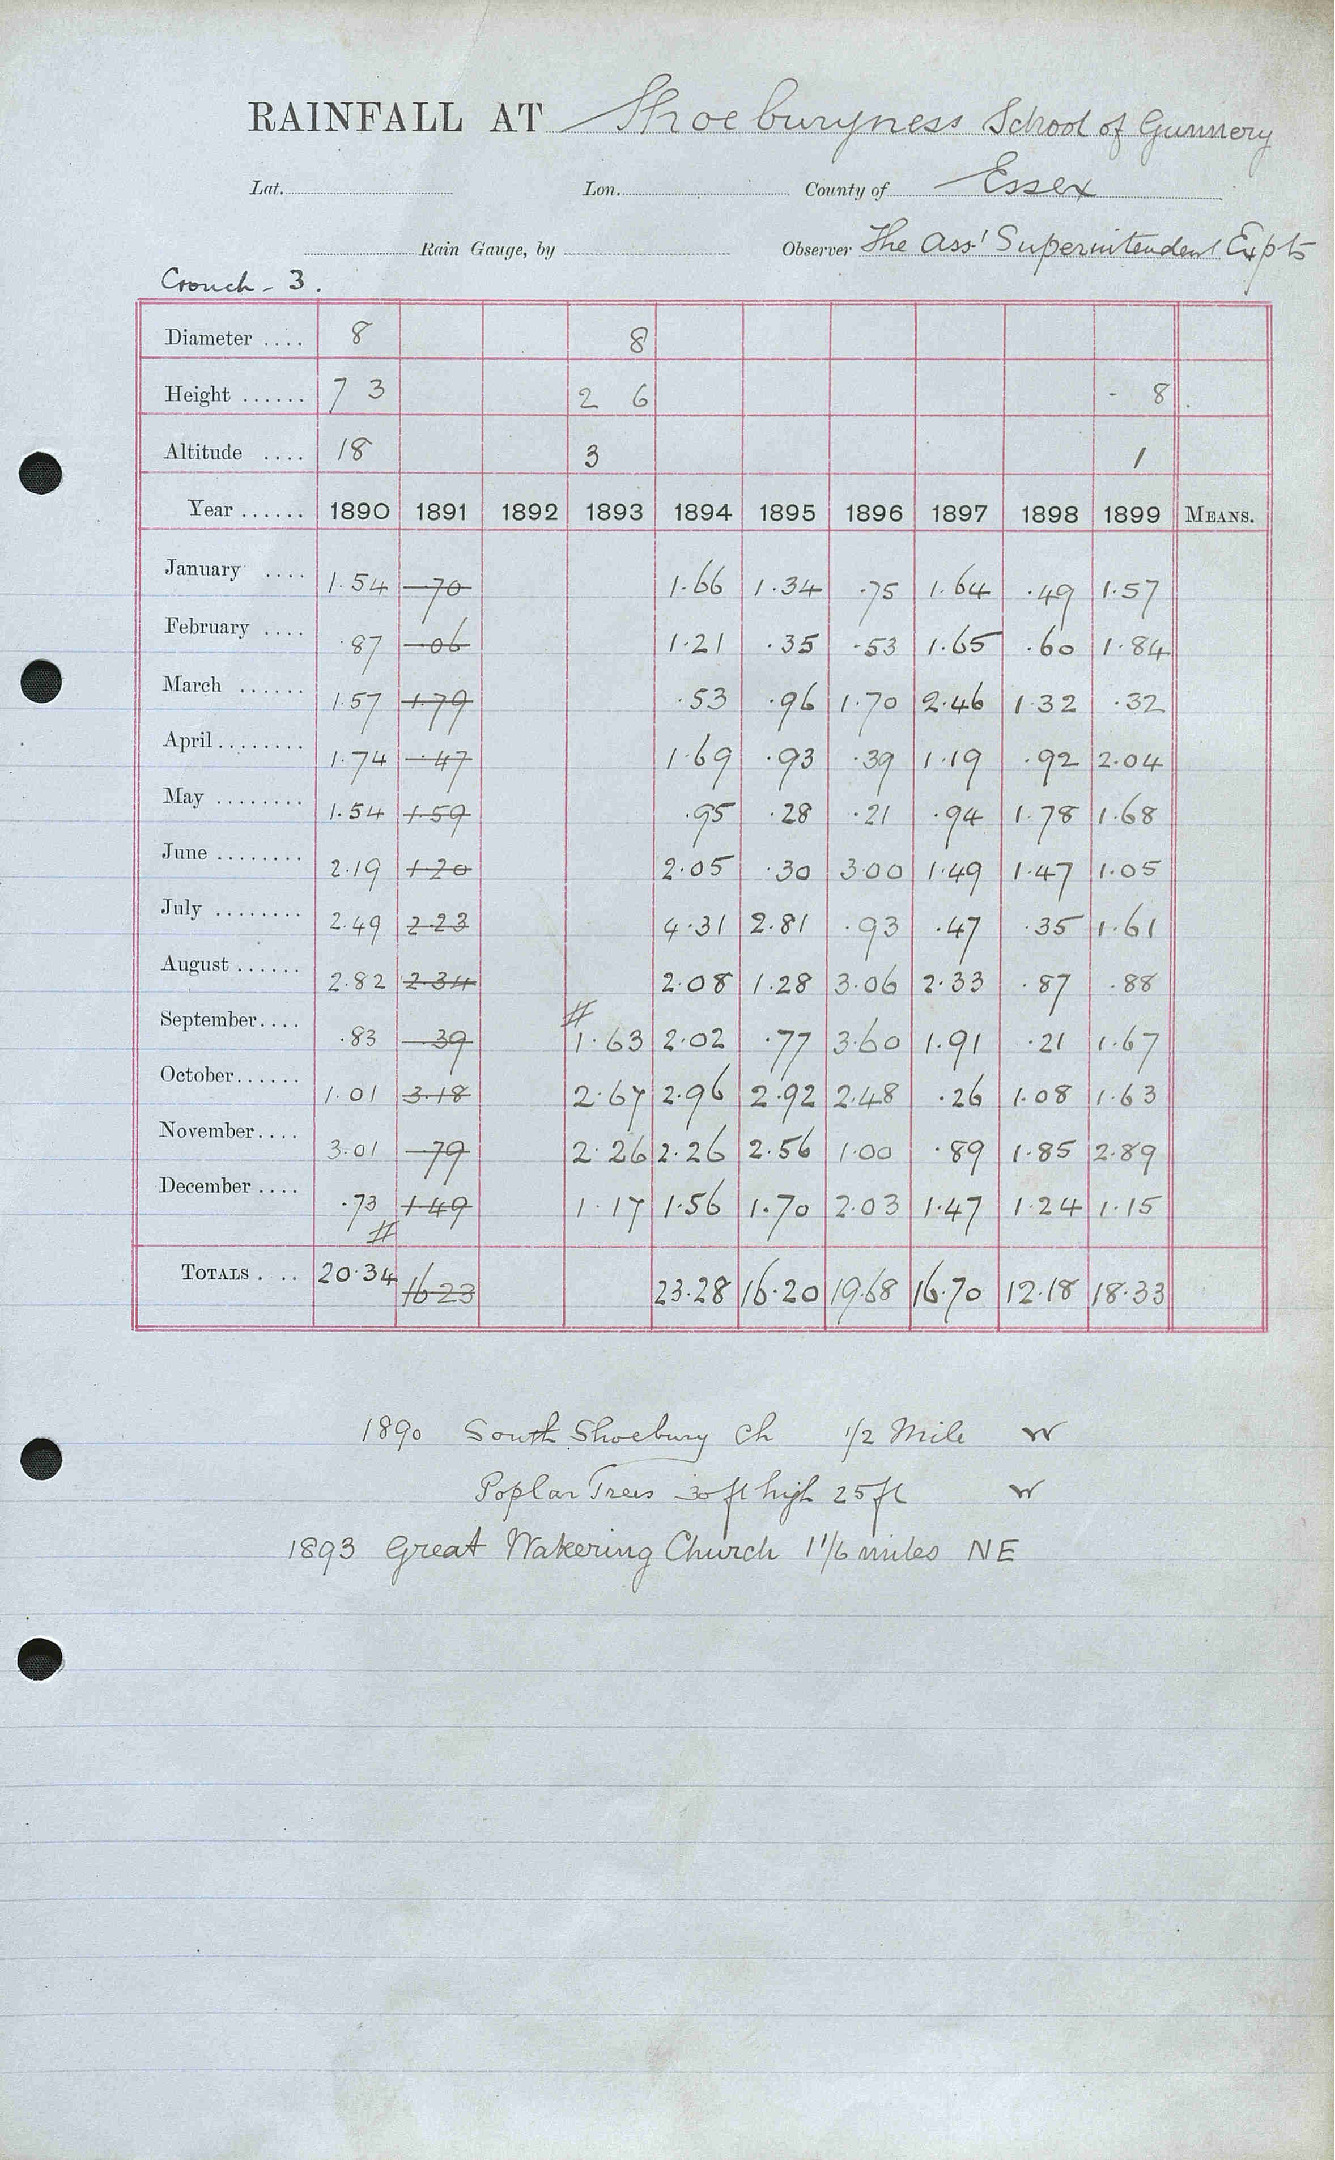 RAINFALL AT Shoeburyness School of Gunnery
Lat. Lon. County of Essex
Rain Gauge, by Observer The Asst Superintendent Expts
Crouch - 3.
Diameter .... 8 8
Height ...... 7 3 2 6 - 8
Altitude .... 18 3 1
Year ...... 1890 1891 1892 1893 1894 1895 1896 1897 1898 1899 MEANS.
January .... 1.54 .70 1.66 1.34 .75 1.64 .49 1.57
February .... .87 .06 1.21 .35 .53 1.65 .60 1.84
March ...... 1.57 1.79 .53 .96 1.70 2.46 1.32 .32
April ........ 1.74 .47 1.69 .93 .39 1.19 .92 2.04
May ........ 1.54 1.59 .95 .28 .21 .94 1.78 1.68
June ........ 2.19 1.20 2.05 .30 3.00 1.49 1.47 1.05
July ........ 2.49 2.23 4.31 2.81 .93 .47 .35 1.61
August ...... 2.82 2.34 2.08 1.28 3.06 2.33 .87 .88
#
September.... .83 .39 1.63 2.02 .77 3.60 1.91 .21 1.67
October...... 1.01 3.18 2.67 2.96 2.92 2.48 .26 1.08 1.63
November.... 3.01 .79 2.26 2.26 2.56 1.00 .89 1.85 2.89
December .... .73 1.49 1.17 1.56 1.70 2.03 1.47 1.24 1.15
#
TOTALS .... 20.34 16.23 23.28 16.20 19.68 16.70 12.18 18.33
1890 South Shoebury Ch 1/2 Mile W
Poplar Trees 30 ft high 25 ft W
1893 Great Wakering Church 1 1/6 miles NE